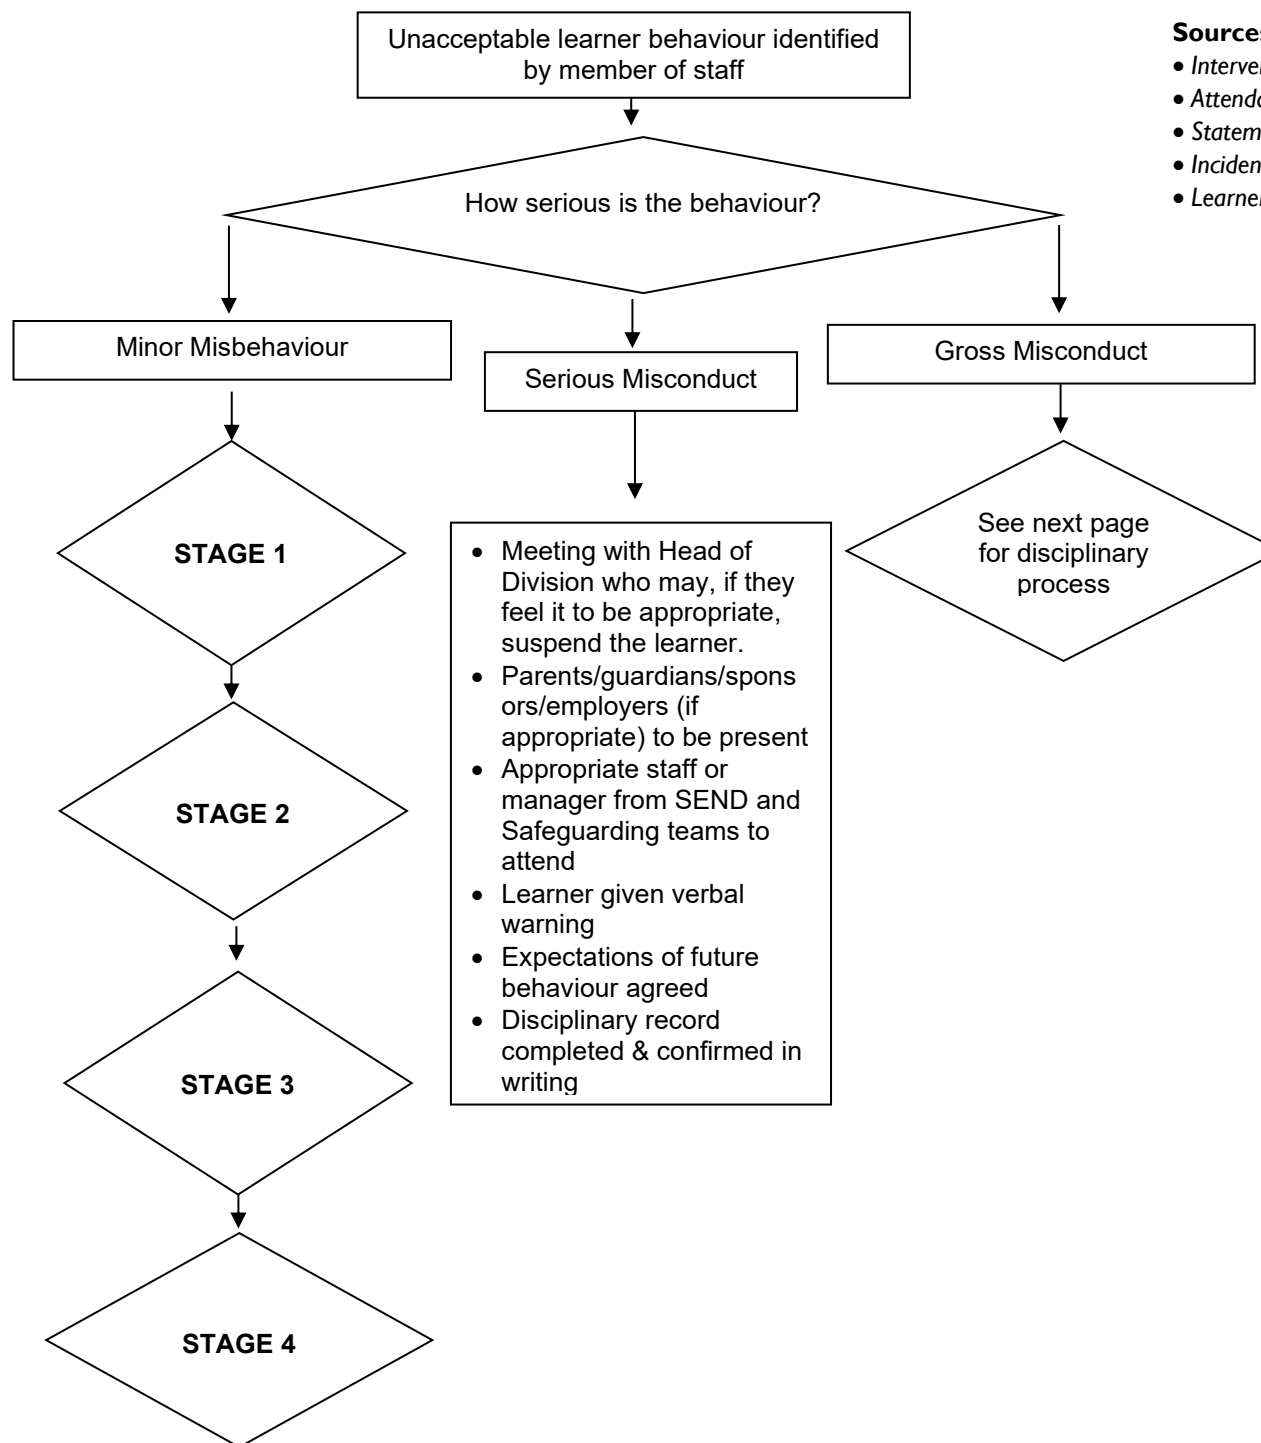 Unacceptable learner behaviour identified
by member of staff
How serious is the behaviour?
Minor Misbehaviour
Serious Misconduct
Gross Misconduct
STAGE 1
STAGE 2
STAGE 3
STAGE 4
• Meeting with Head of
Division who may, if they
feel it to be appropriate,
suspend the learner.
• Parents/guardians/spons
ors/employers (if
appropriate) to be present
• Appropriate staff or
manager from SEND and
Safeguarding teams to
attend
• Learner given verbal
warning
• Expectations of future
behaviour agreed
• Disciplinary record
completed & confirmed in
writing
See next page
for disciplinary
process